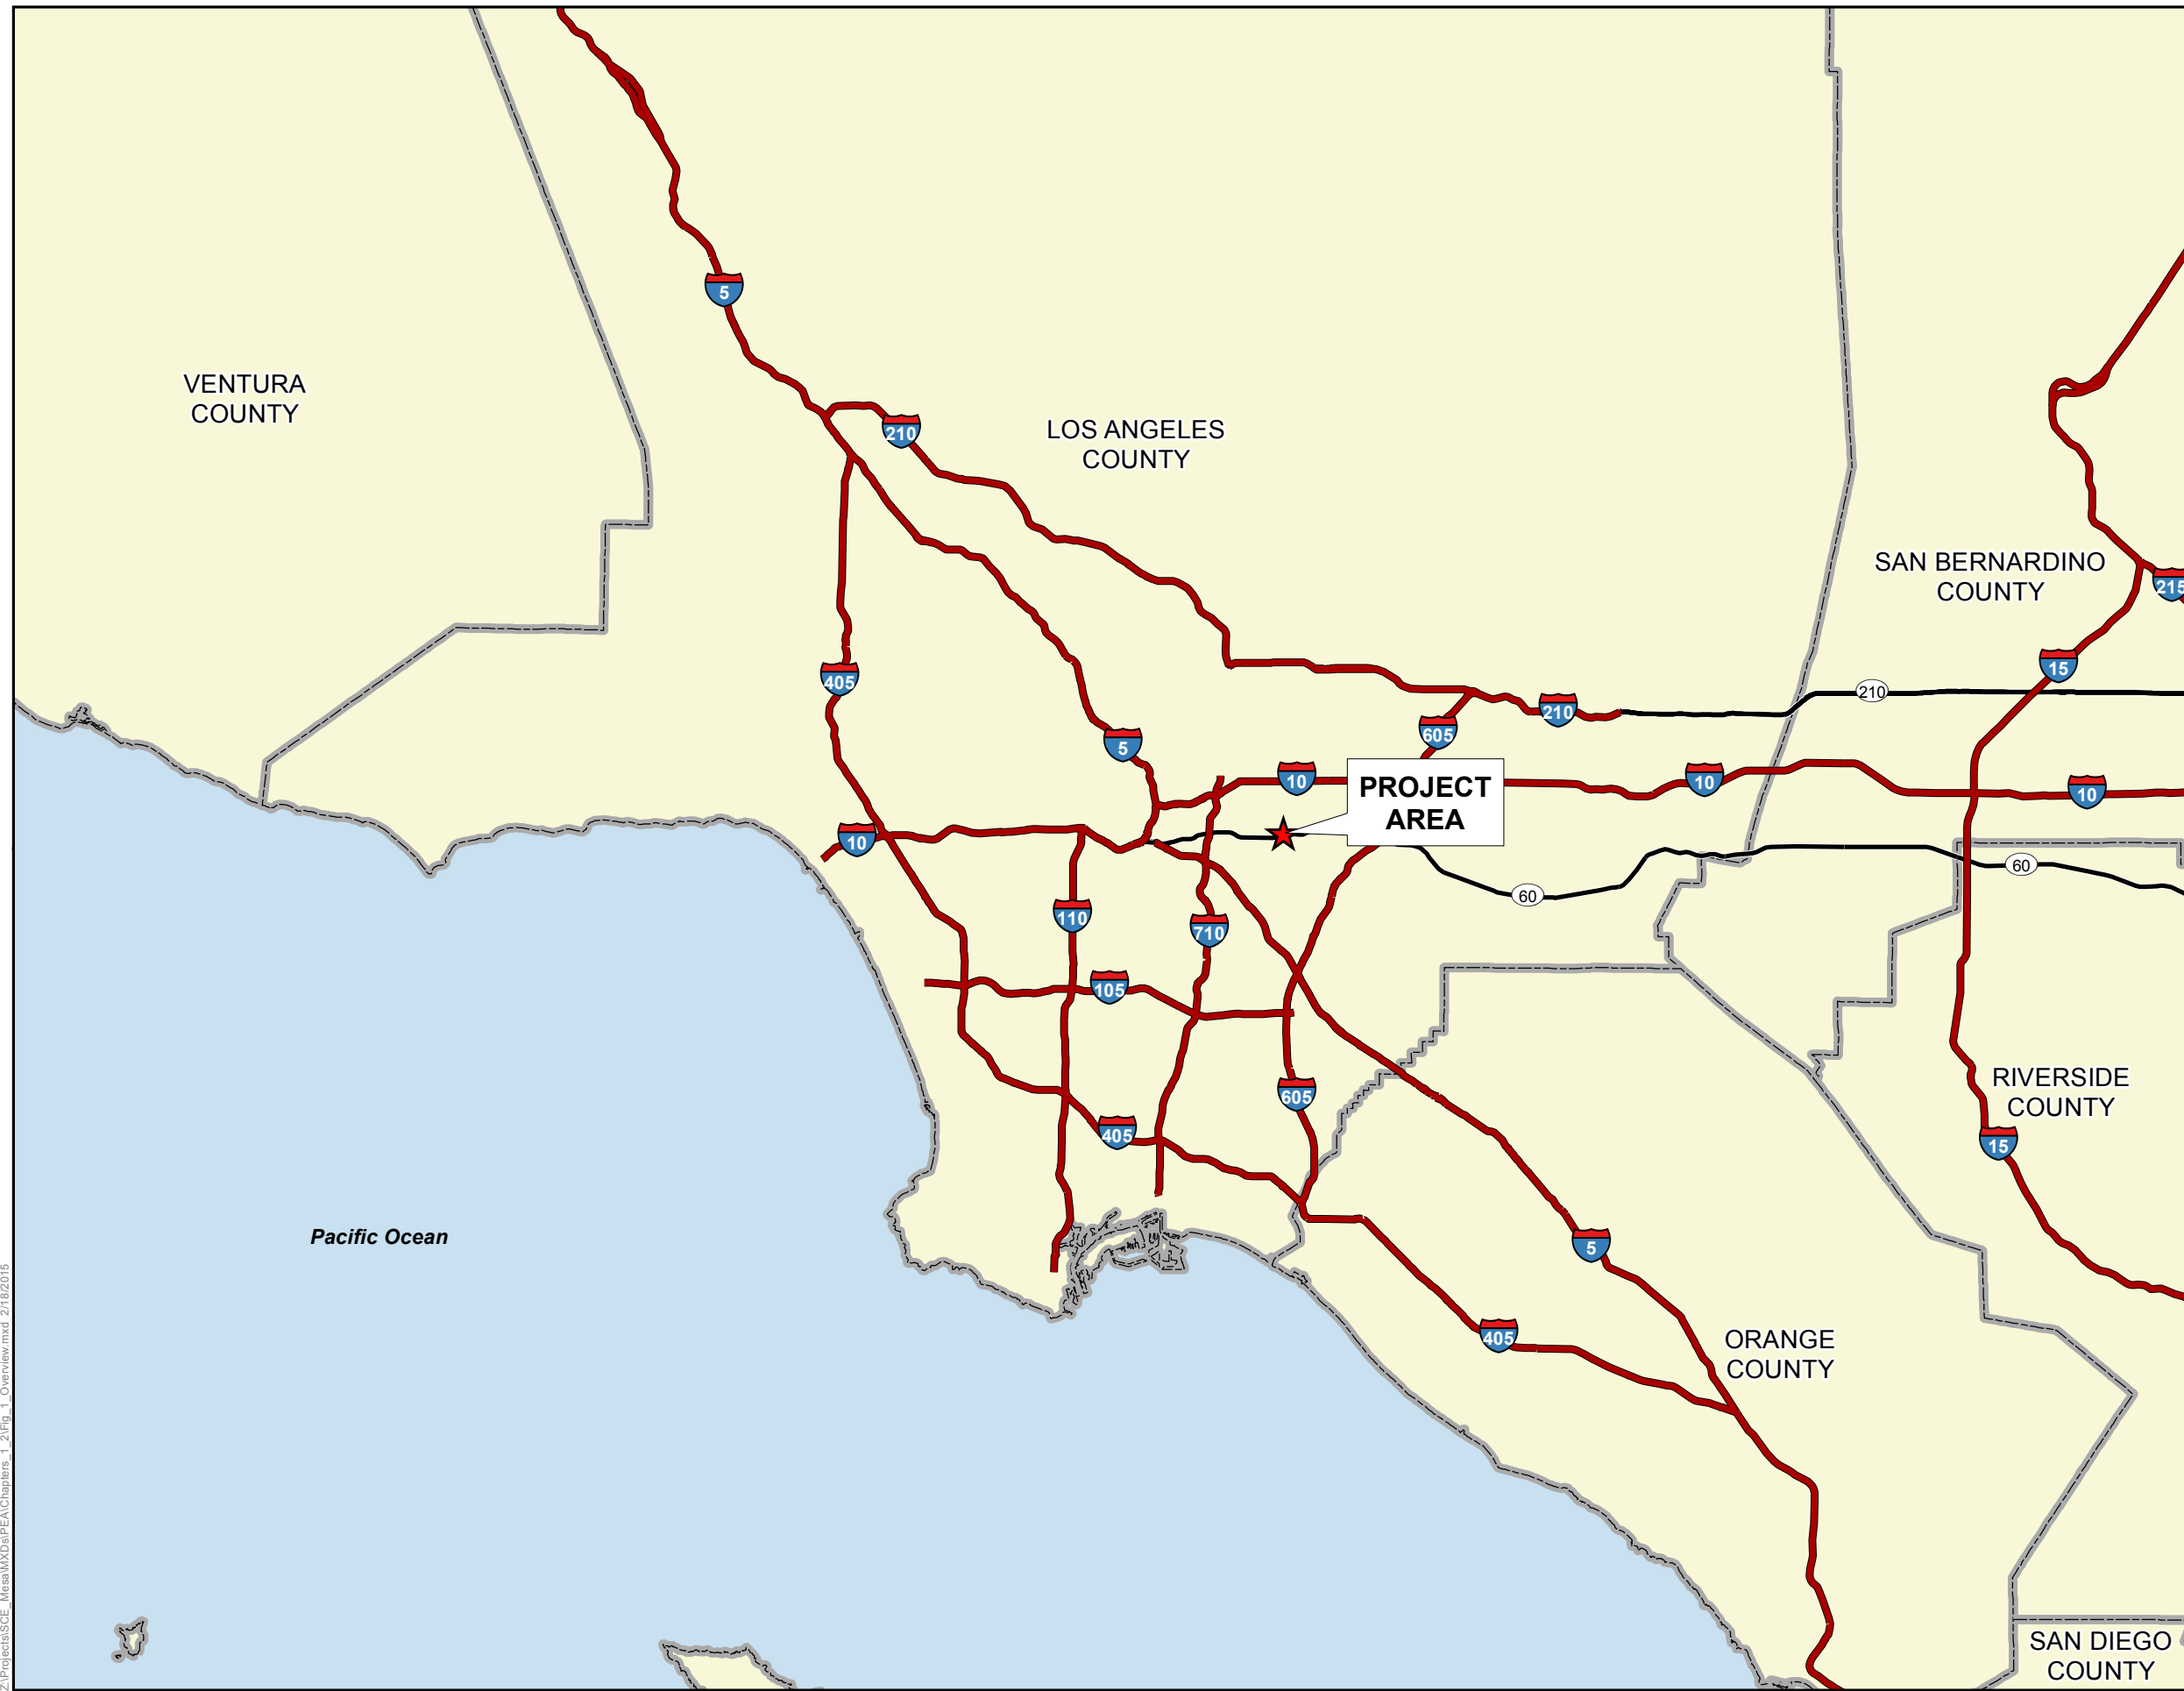 5
VENTURA
COUNTY
210
LOS ANGELES
COUNTY
SAN BERNARDINO
COUNTY
215
405
15
210
210
605
5
10
PROJECT
AREA
10
10
10
60
60
110
710
105
RIVERSIDE
COUNTY
605
405
15
Pacific Ocean
5
405
ORANGE
COUNTY
SAN DIEGO
COUNTY
Z:\Projects\SCE_Mesa\MXDs\PEA\Chapters_1_2\Fig_1_Overview.mxd 2/18/2015